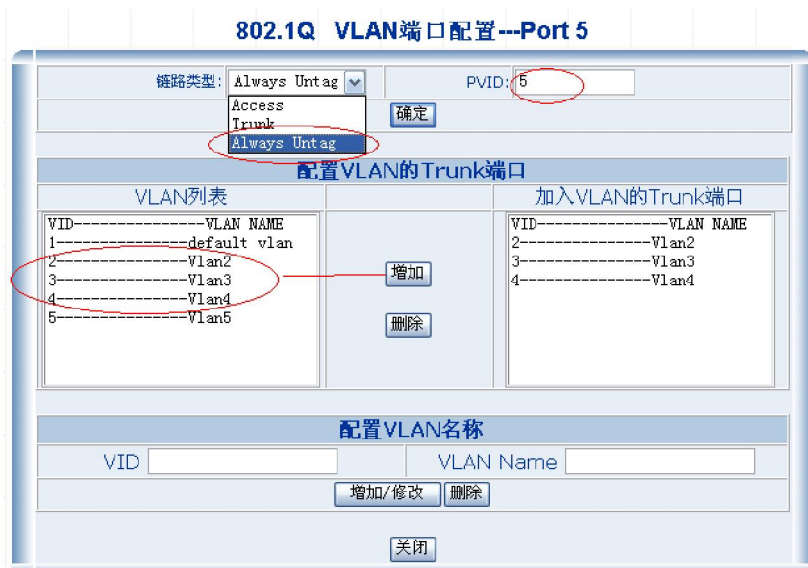 802.1Q VLAN端口配置---Port 5
链路类型: Always Untag PVID: 5
Access
Trunk
Always Untag
确定
配置VLAN的Trunk端口
VLAN列表 加入VLAN的Trunk端口
VID---------------VLAN NAME VID---------------VLAN NAME
1---------------default vlan 2---------------Vlan2
2---------------Vlan2 3---------------Vlan3
3---------------Vlan3 4---------------Vlan4
4---------------Vlan4
5---------------Vlan5
增加
删除
配置VLAN名称
VID VLAN Name
增加/修改 删除
关闭